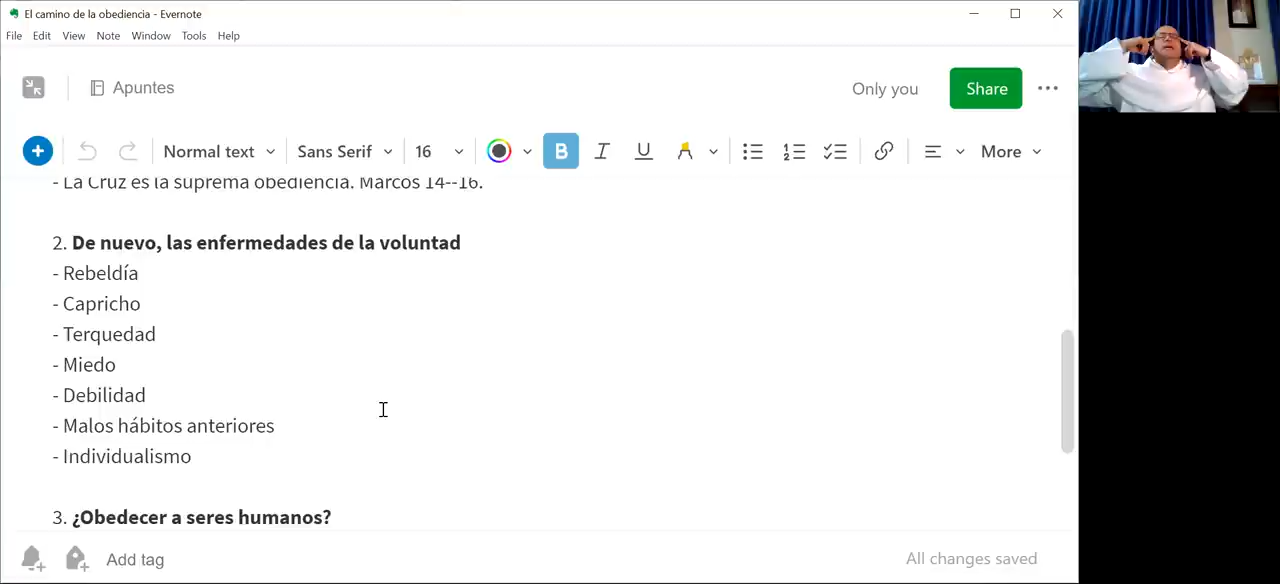 El camino de la obediencia - Evernote
File Edit View Note Window Tools Help
Apuntes
Only you
Share
Normal text
Sans Serif
16
B I U A
More
- La Cruz es la suprema obediencia. Marcos 14--16.
2. De nuevo, las enfermedades de la voluntad
- Rebeldía
- Capricho
- Terquedad
- Miedo
- Debilidad
- Malos hábitos anteriores
- Individualismo
3. ¿Obedecer a seres humanos?
Add tag
All changes saved